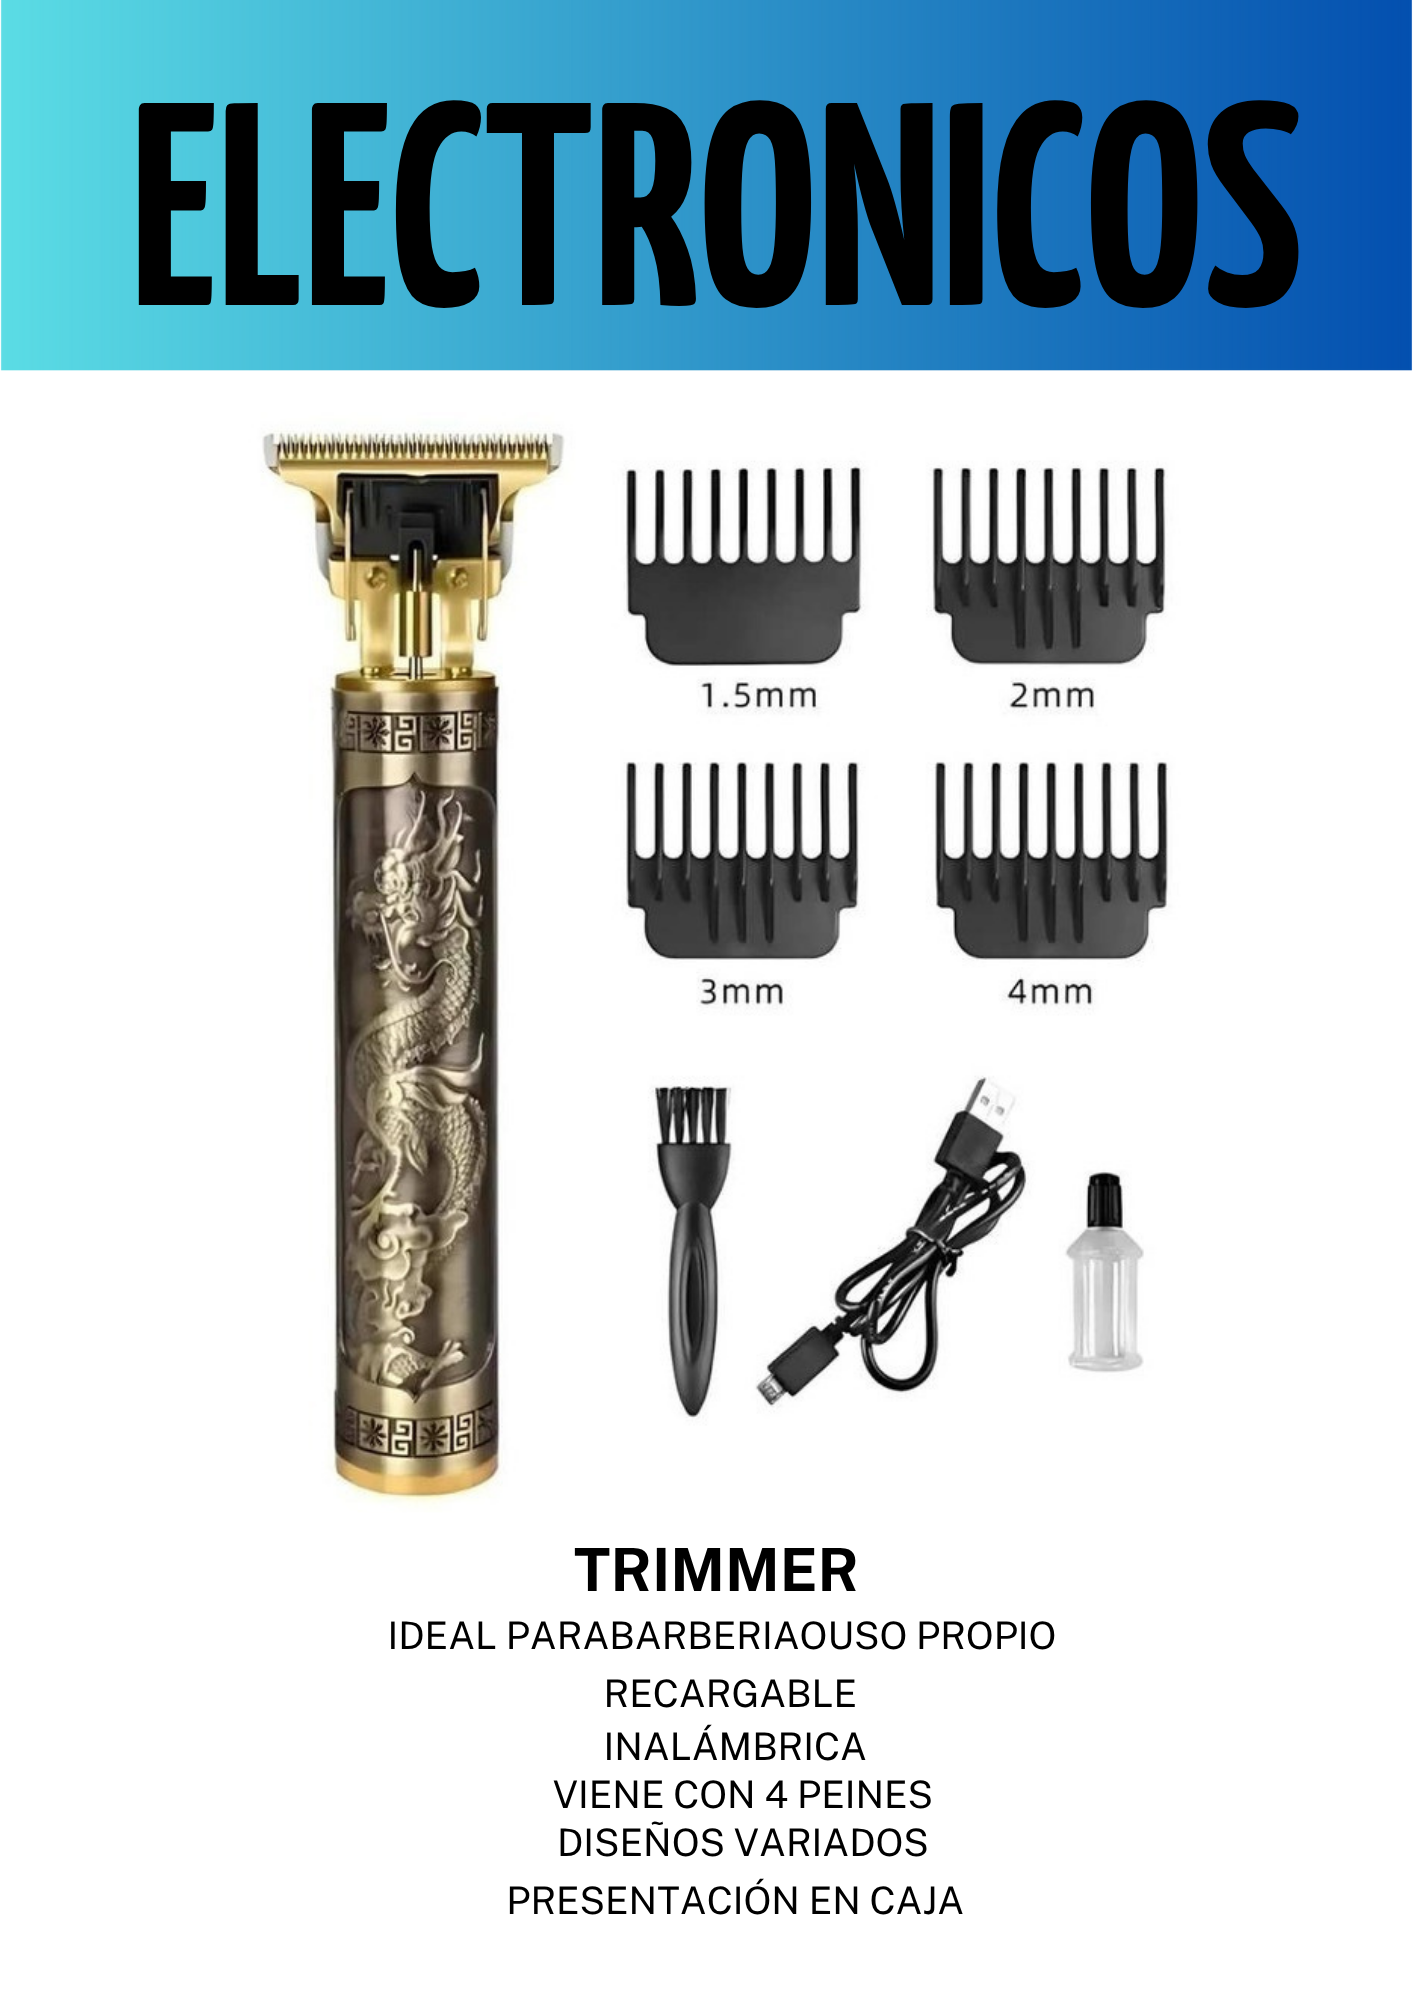 ELECTRONICOS
1.5mm
2mm
3mm
4mm
TRIMMER
IDEAL PARABARBERIAOUSO PROPIO
RECARGABLE
INALÁMBRICA
VIENE CON 4 PEINES
DISEÑOS VARIADOS
PRESENTACIÓN EN CAJA